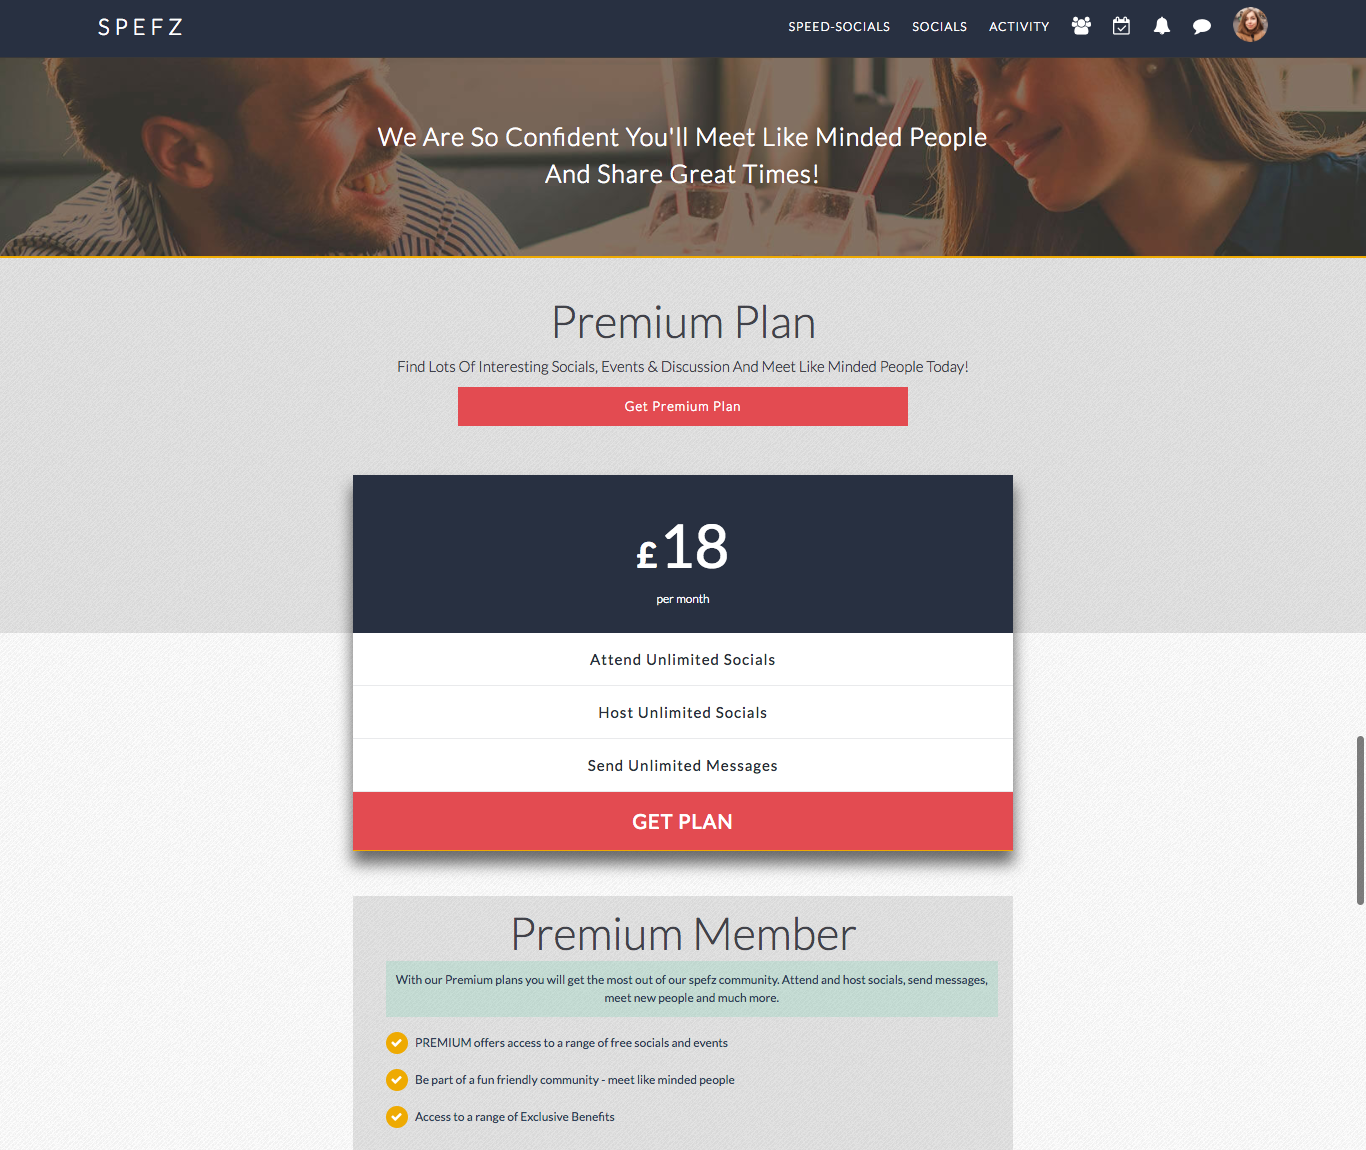 SPEFZ
SPEED-SOCIALS SOCIALS ACTIVITY
We Are So Confident You'll Meet Like Minded People
And Share Great Times!
Premium Plan
Find Lots Of Interesting Socials, Events & Discussion And Meet Like Minded People Today!
Get Premium Plan
£18
per month
Attend Unlimited Socials
Host Unlimited Socials
Send Unlimited Messages
GET PLAN
Premium Member
With our Premium plans you will get the most out of our spefz community. Attend and host socials, send messages,
meet new people and much more.
PREMIUM offers access to a range of free socials and events
Be part of a fun friendly community - meet like minded people
Access to a range of Exclusive Benefits